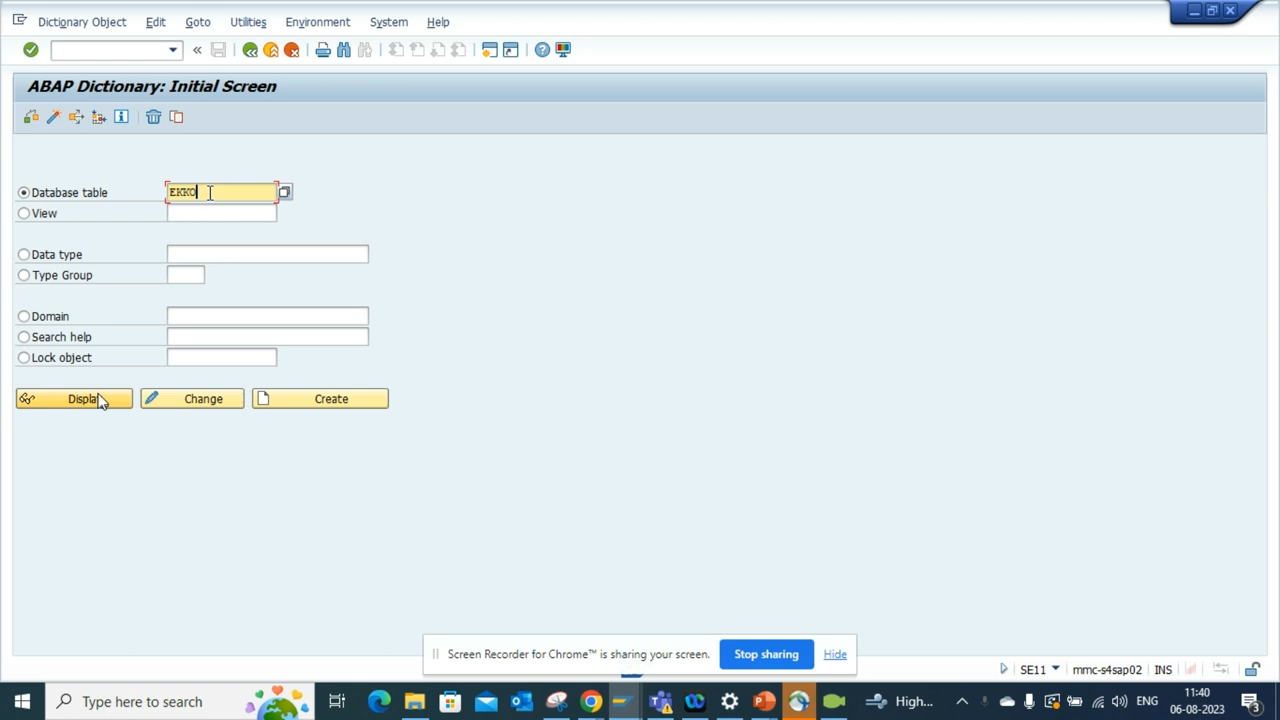 Dictionary Object Edit Goto Utilities Environment System Help
ABAP Dictionary: Initial Screen
Database table EKKO
View
Data type
Type Group
Domain
Search help
Lock object
Display Change Create
Screen Recorder for Chrome™ is sharing your screen. Stop sharing Hide
SE11 mmc-s4sap02 INS
Type here to search
High... ENG
11:40
06-08-2023
3